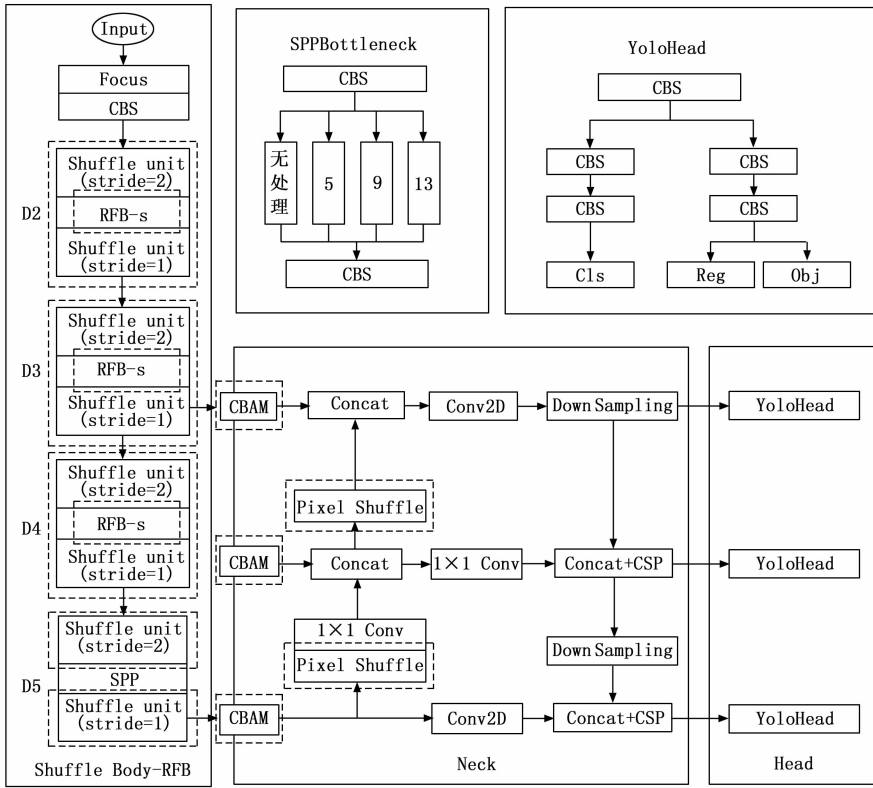 Input
Focus
CBS
D2
Shuffle unit
(stride=2)
RFB-s
Shuffle unit
(stride=1)
D3
Shuffle unit
(stride=2)
RFB-s
Shuffle unit
(stride=1)
D4
Shuffle unit
(stride=2)
RFB-s
Shuffle unit
(stride=1)
D5
Shuffle unit
(stride=2)
SPP
Shuffle unit
(stride=1)
Shuffle Body-RFB
SPPBottleneck
CBS
无处理
5
9
13
CBS
YoloHead
CBS
CBS
CBS
CBS
CBS
Cls
Reg
Obj
CBAM
Concat
Conv2D
Down Sampling
Pixel Shuffle
CBAM
Concat
1×1 Conv
Concat+CSP
1×1 Conv
Pixel Shuffle
Down Sampling
CBAM
Conv2D
Concat+CSP
Neck
YoloHead
YoloHead
YoloHead
Head